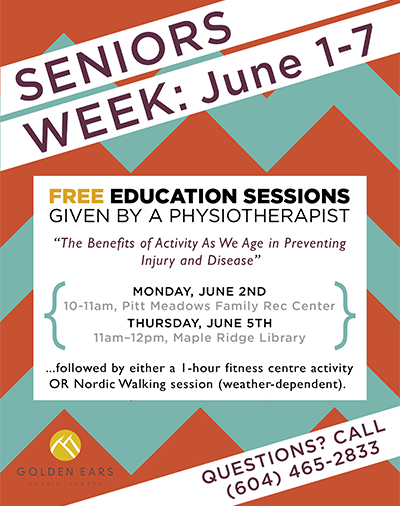 SENIORS
WEEK: June 1-7
FREE EDUCATION SESSIONS
GIVEN BY A PHYSIOTHERAPIST
“The Benefits of Activity As We Age in Preventing
Injury and Disease”
MONDAY, JUNE 2ND
10-11am, Pitt Meadows Family Rec Center
THURSDAY, JUNE 5TH
11am–12pm, Maple Ridge Library
...followed by either a 1-hour fitness centre activity
OR Nordic Walking session (weather-dependent).
GOLDEN EARS
PHYSIOTHERAPY
QUESTIONS? CALL
(604) 465-2833